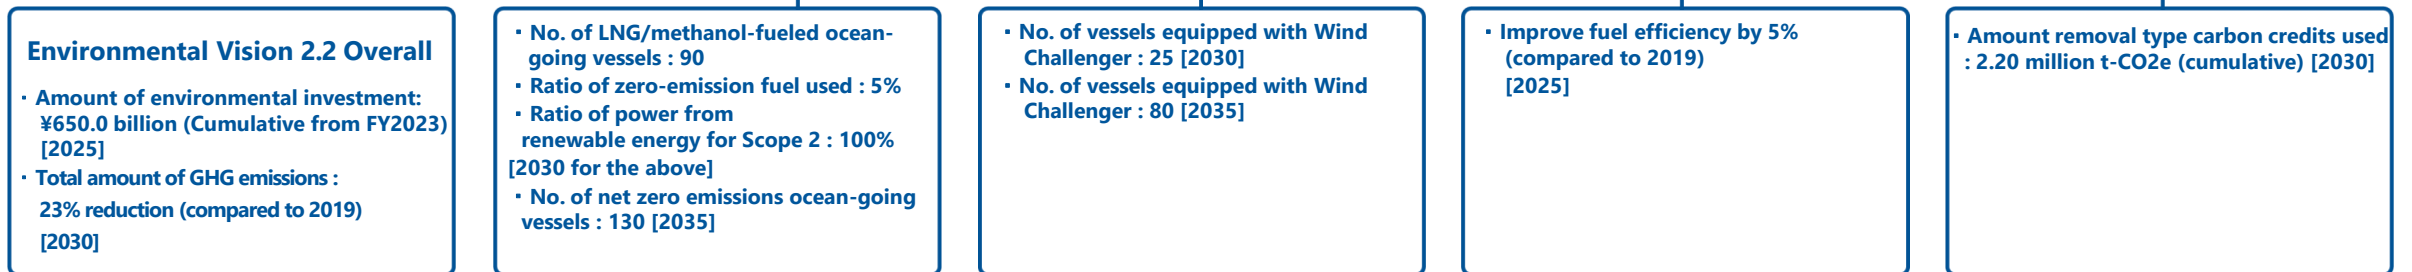 Environmental Vision 2.2 Overall
・Amount of environmental investment:
¥650.0 billion (Cumulative from FY2023)
[2025]
・Total amount of GHG emissions :
23% reduction (compared to 2019)
[2030]
・No. of LNG/methanol-fueled ocean-
going vessels : 90
・Ratio of zero-emission fuel used : 5%
・Ratio of power from
renewable energy for Scope 2 : 100%
[2030 for the above]
・No. of net zero emissions ocean-going
vessels : 130 [2035]
・No. of vessels equipped with Wind
Challenger : 25 [2030]
・No. of vessels equipped with Wind
Challenger : 80 [2035]
・Improve fuel efficiency by 5%
(compared to 2019)
[2025]
・Amount removal type carbon credits used
: 2.20 million t-CO2e (cumulative) [2030]